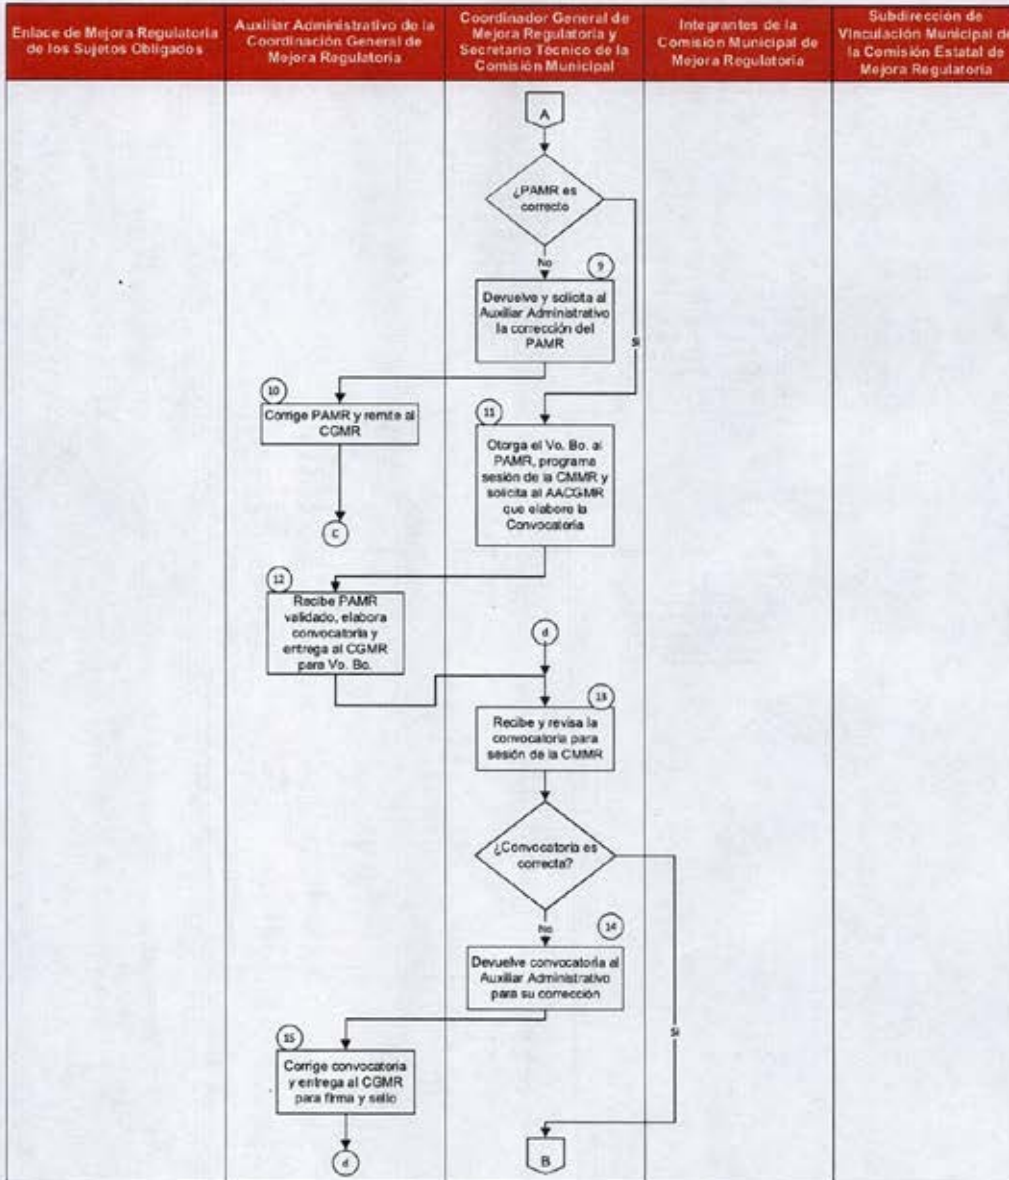 Enlace de Mejora Regulatoria
de los Sujetos Obligados
Auxiliar Administrativo de la
Coordinación General de
Mejora Regulatoria
Coordinador General de
Mejora Regulatoria y
Secretario Técnico de la
Comisión Municipal
Integrantes de la
Comisión Municipal de
Mejora Regulatoria
Subdirección de
Vinculación Municipal de
la Comisión Estatal de
Mejora Regulatoria
A
¿PAMR es
correcto
No
Si
9
Devuelve y solicita al
Auxiliar Administrativo
la corrección del
PAMR
10
Corrige PAMR y remite al
CGMR
C
11
Otorga el Vo. Bo. al
PAMR, programa
sesión de la CMMR y
solicita al AACGMR
que elabore la
Convocatoria
12
Recibe PAMR
validado, elabora
convocatoria y
entrega al CGMR
para Vo. Bo.
d
13
Recibe y revisa la
convocatoria para
sesión de la CMMR
¿Convocatoria es
correcta?
No
Si
14
Devuelve convocatoria al
Auxiliar Administrativo
para su corrección
15
Corrige convocatoria
y entrega al CGMR
para firma y sello
d
B